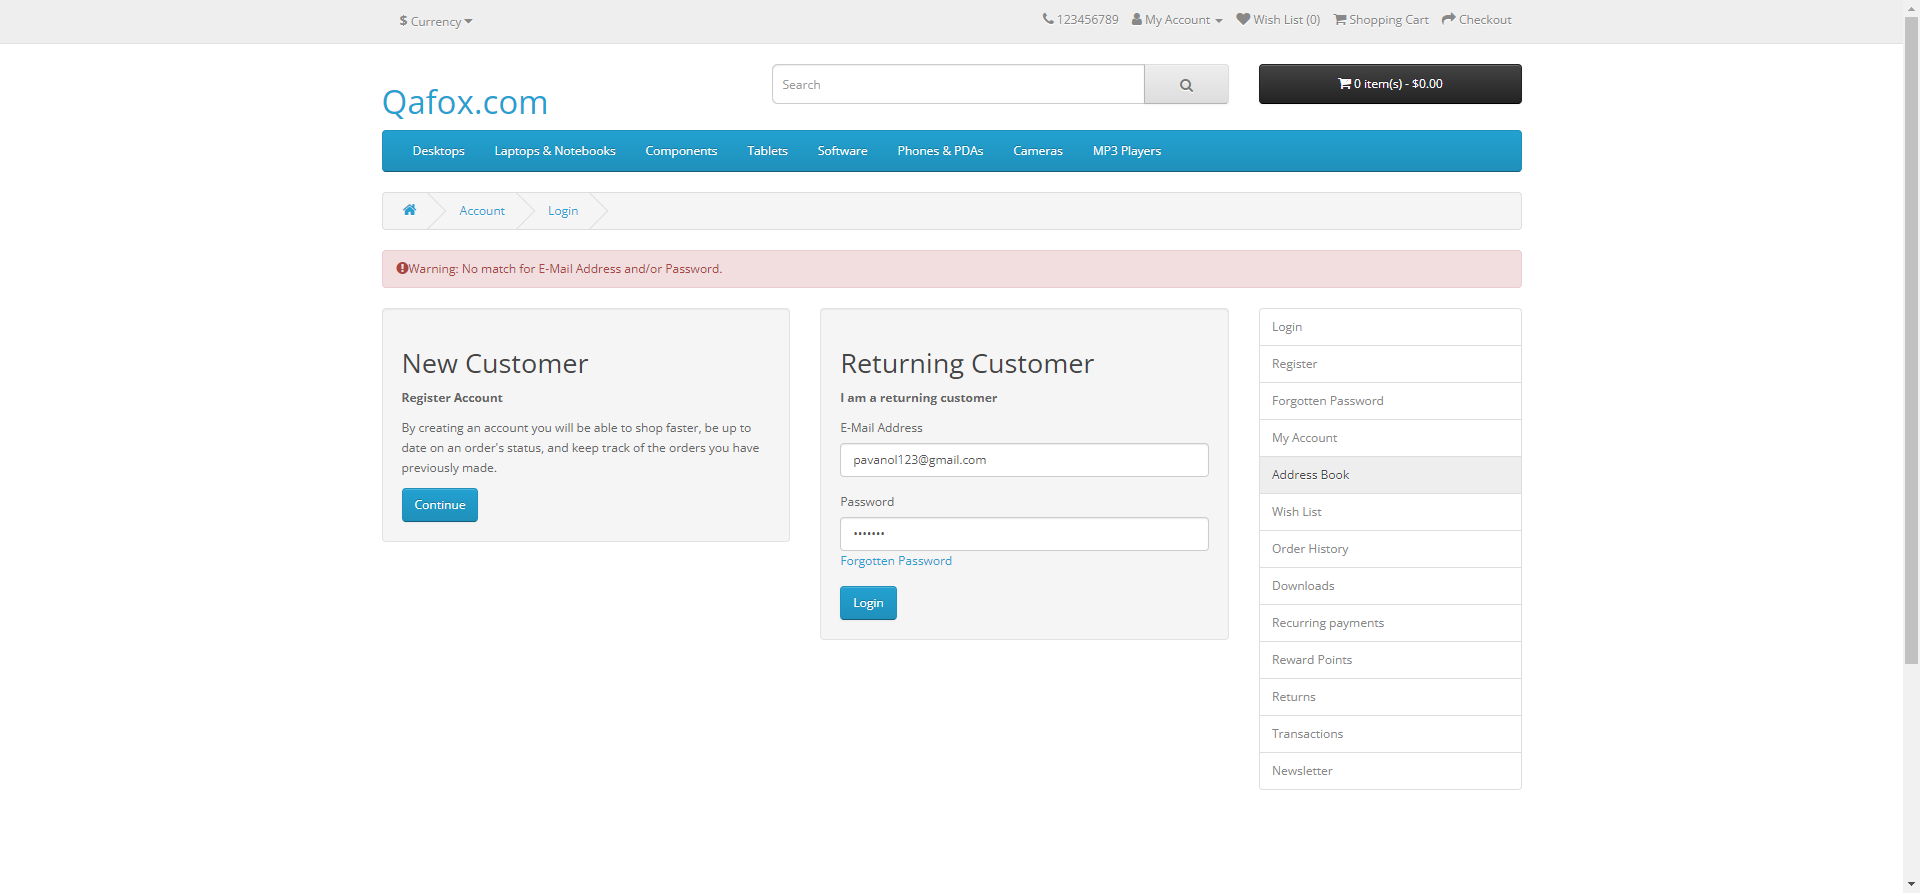 $ Currency
123456789
My Account
Wish List (0)
Shopping Cart
Checkout
Qafox.com
Search
0 item(s) - $0.00
Desktops
Laptops & Notebooks
Components
Tablets
Software
Phones & PDAs
Cameras
MP3 Players
Account
Login
Warning: No match for E-Mail Address and/or Password.
New Customer
Register Account
By creating an account you will be able to shop faster, be up to
date on an order's status, and keep track of the orders you have
previously made.
Continue
Returning Customer
I am a returning customer
E-Mail Address
pavanol123@gmail.com
Password
•••••••
Forgotten Password
Login
Login
Register
Forgotten Password
My Account
Address Book
Wish List
Order History
Downloads
Recurring payments
Reward Points
Returns
Transactions
Newsletter